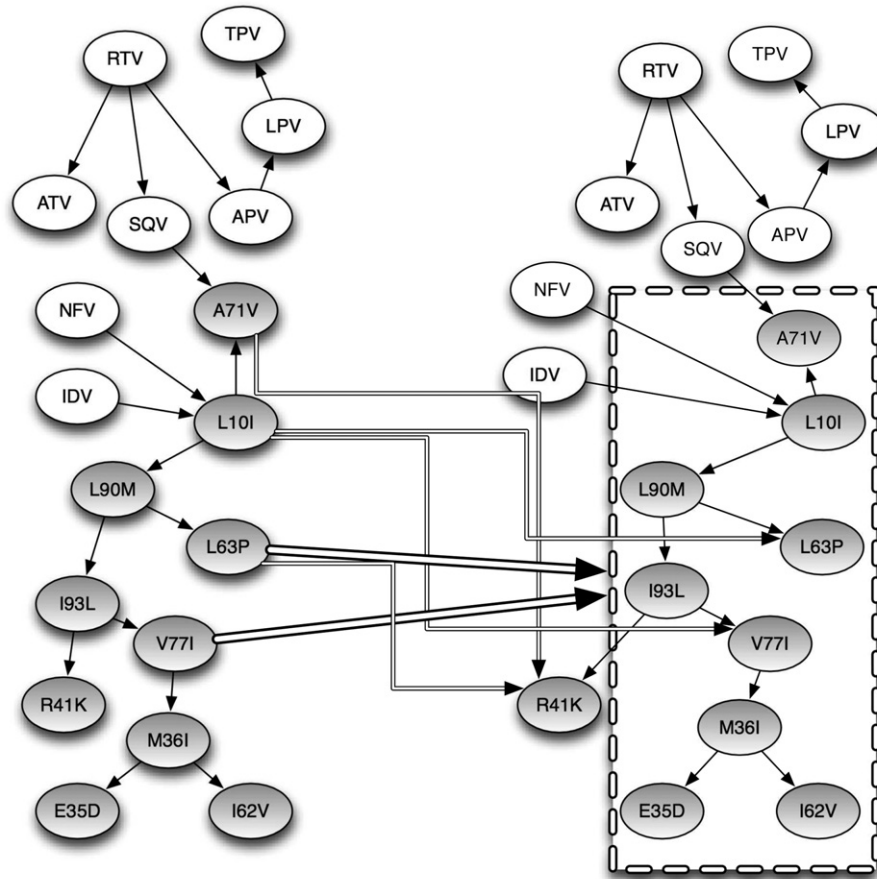 TPV
RTV
LPV
ATV
APV
SQV
NFV
A71V
IDV
L10I
L90M
L63P
I93L
V77I
R41K
M36I
E35D
I62V
TPV
RTV
LPV
ATV
APV
SQV
NFV
A71V
IDV
L10I
L90M
L63P
I93L
V77I
R41K
M36I
E35D
I62V